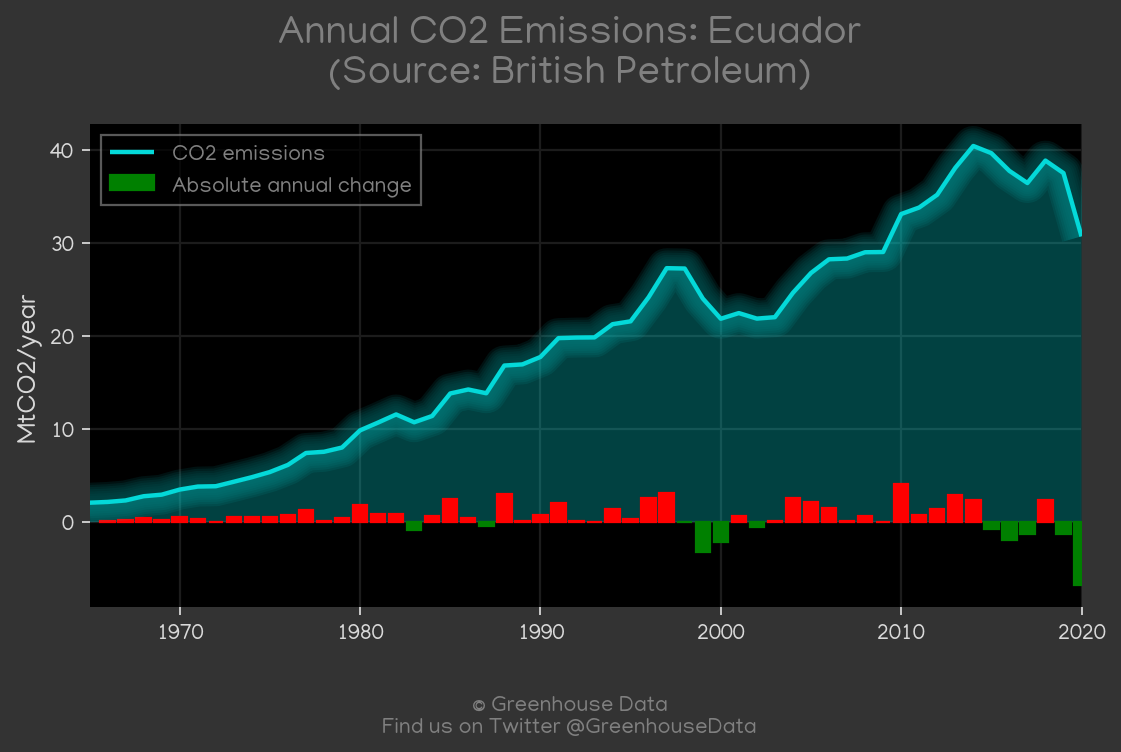 Annual CO2 Emissions: Ecuador
(Source: British Petroleum)
CO2 emissions
Absolute annual change
MtCO2/year
40
30
20
10
0
1970
1980
1990
2000
2010
2020
© Greenhouse Data
Find us on Twitter @GreenhouseData